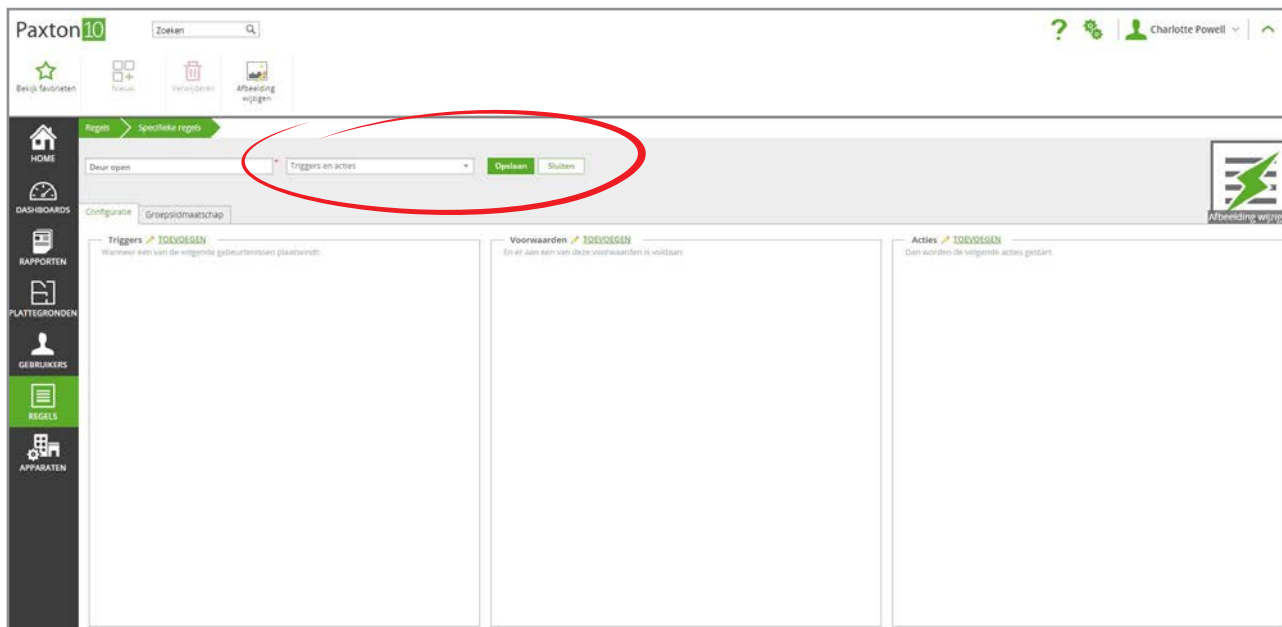 Paxton 10
Zoeken
Charlotte Powell
Bekijk favorieten
Nieuw
Verwijderen
Afbeelding
wijzigen
HOME
DASHBOARDS
RAPPORTEN
PLATTEGRONDEN
GEBRUIKERS
REGELS
APPARATEN
Regels
Specifieke regels
Deur open
*
Triggers en acties
Opslaan
Sluiten
Afbeelding wijzig
Configuratie
Groepslidmaatschap
Triggers TOEVOEGEN
Wanneer een van de volgende gebeurtenissen plaatsvindt:
Voorwaarden TOEVOEGEN
En er aan een van deze voorwaarden is voldaan:
Acties TOEVOEGEN
Dan worden de volgende acties gestart: